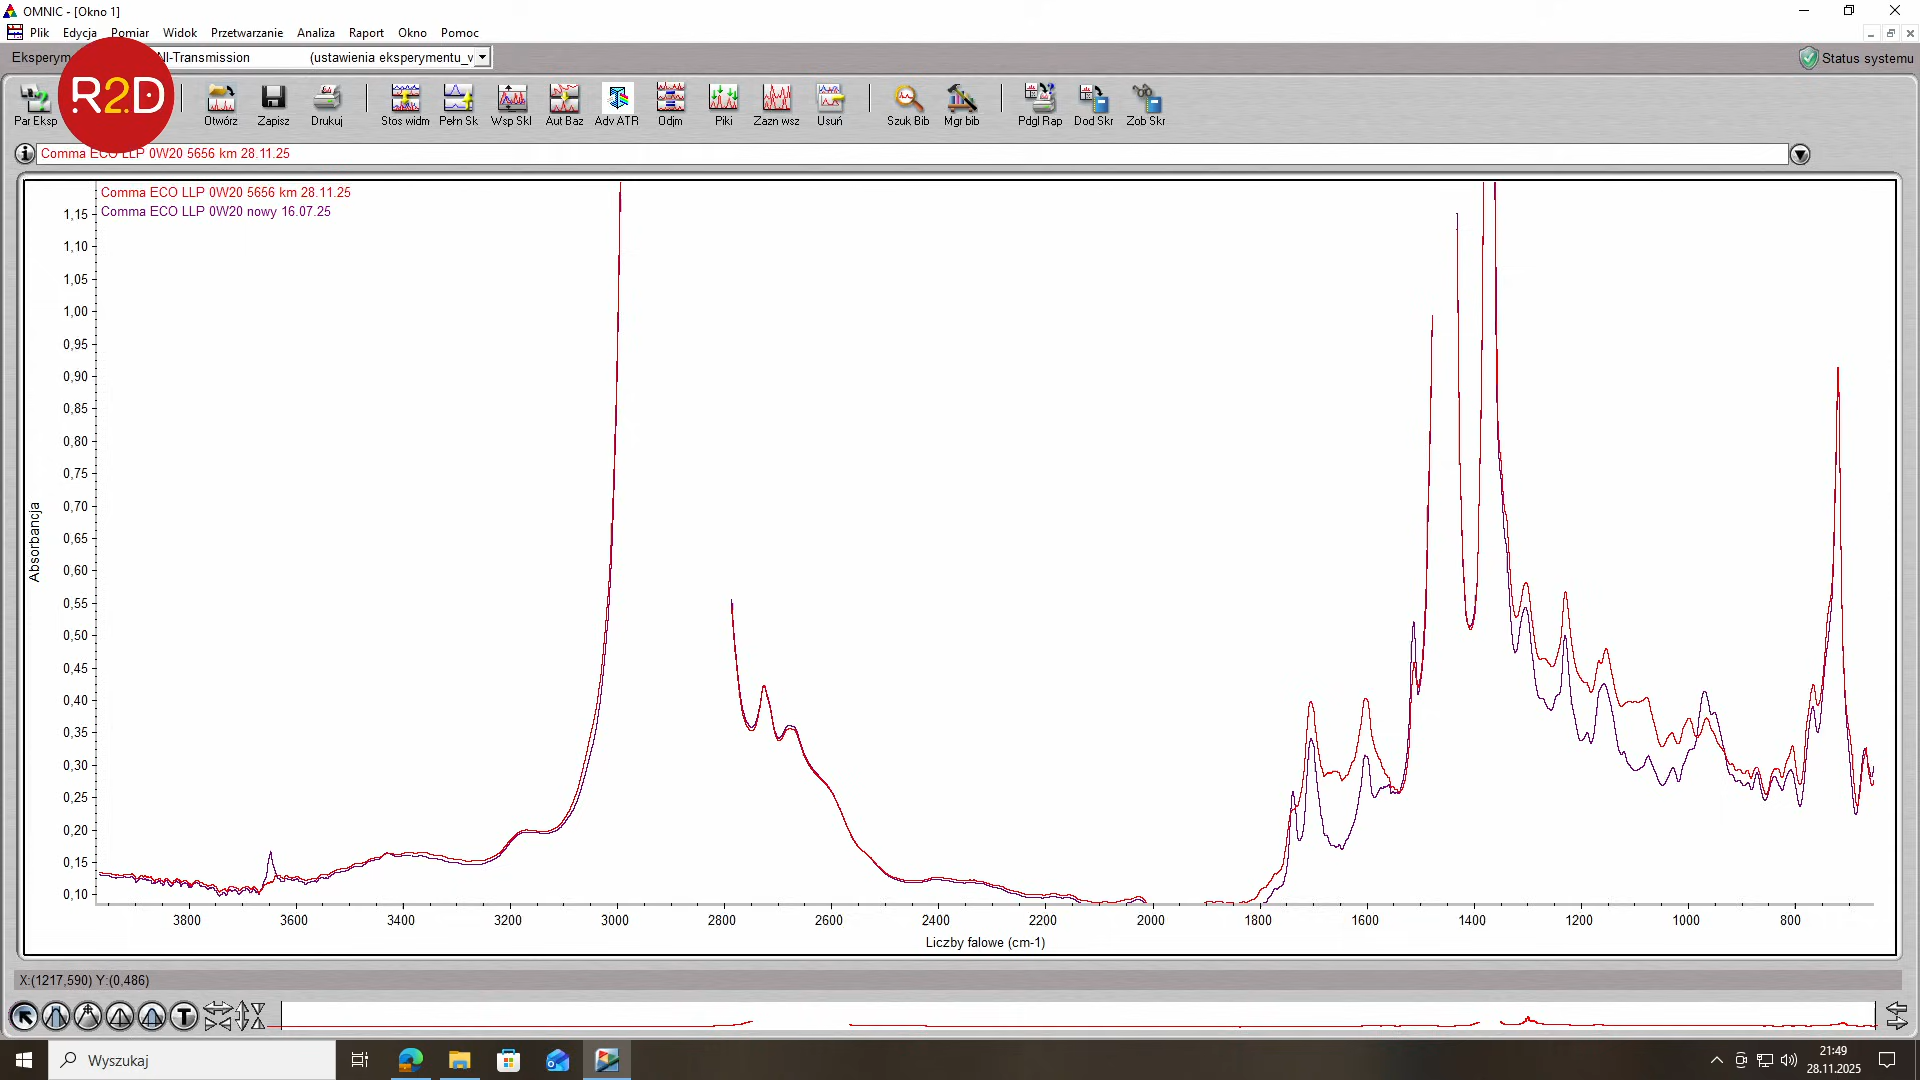 OMNIC - [Okno 1]
Plik Edycja Pomiar Widok Przetwarzanie Analiza Raport Okno Pomoc
Eksperym NI-Transmission (ustawienia eksperymentu_v Status systemu
R2D
Par Eksp Otwórz Zapisz Drukuj Stos widm Pełn Sk Wsp Skl Aut Baz Adv ATR Odjm Piki Zazn wsz Usuń Szuk Bib Mgr bib Pdgl Rap Dod Skr Zob Skr
Comma ECO LLP 0W20 5656 km 28.11.25
Comma ECO LLP 0W20 5656 km 28.11.25
Comma ECO LLP 0W20 nowy 16.07.25
1,15
1,10
1,05
1,00
0,95
0,90
0,85
0,80
0,75
0,70
0,65
0,60
0,55
0,50
0,45
0,40
0,35
0,30
0,25
0,20
0,15
0,10
Absorbancja
3800 3600 3400 3200 3000 2800 2600 2400 2200 2000 1800 1600 1400 1200 1000 800
Liczby falowe (cm-1)
X:(1217,590) Y:(0,486)
T
Wyszukaj
21:49
28.11.2025